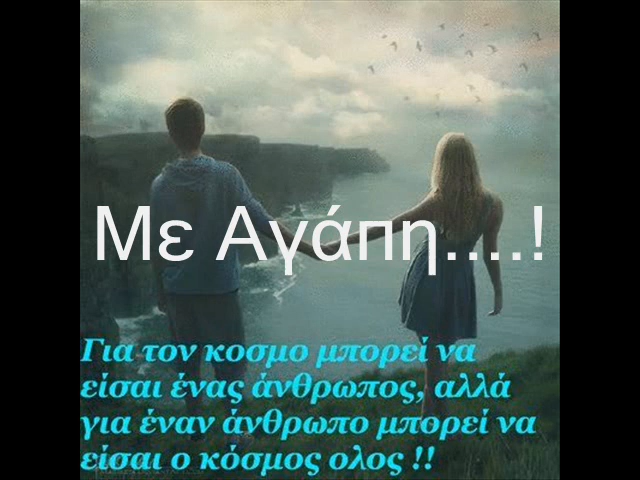 Με Αγάπη....!
Για τον κοσμο μπορεί να
είσαι ένας άνθρωπος, αλλά
για έναν άνθρωπο μπορεί να
είσαι ο κόσμος ολος !!